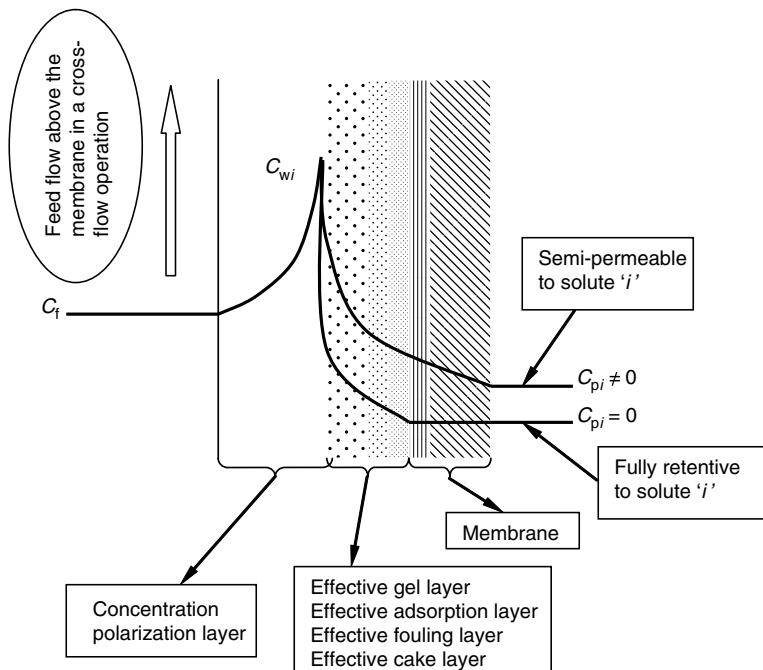 Feed flow above the
membrane in a cross-
flow operation
C_wi
C_f
Semi-permeable
to solute ‘i’
C_pi ≠ 0
C_pi = 0
Fully retentive
to solute ‘i’
Membrane
Concentration
polarization layer
Effective gel layer
Effective adsorption layer
Effective fouling layer
Effective cake layer